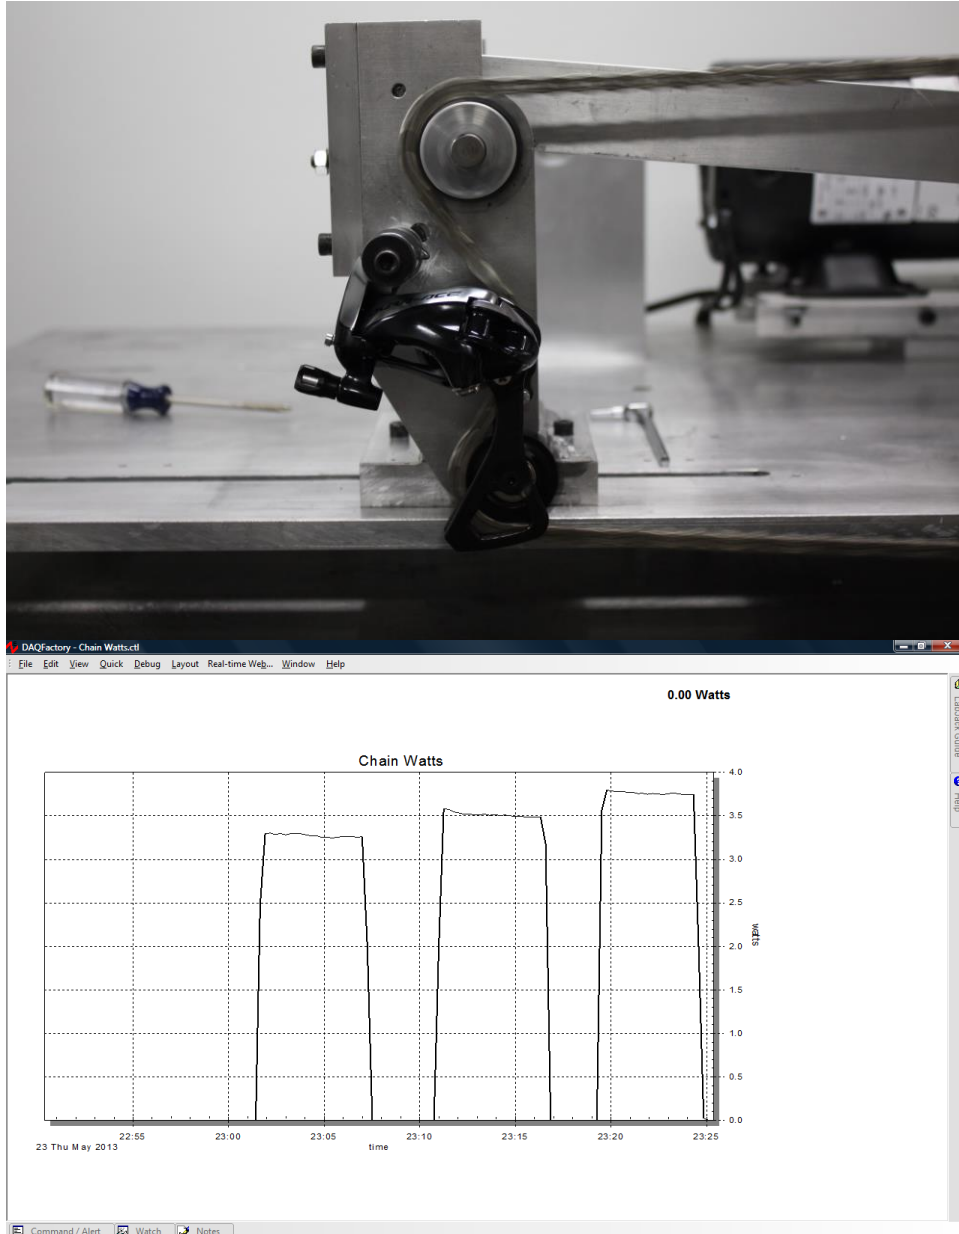 DAQFactory - Chain Watts.ctl
File Edit View Quick Debug Layout Real-time Web... Window Help
0.00 Watts
Chain Watts
4.0
3.5
3.0
2.5
2.0
1.5
1.0
0.5
0.0
watts
22:55 23:00 23:05 23:10 23:15 23:20 23:25
23 Thu May 2013
time
Help
Command / Alert Watch Notes